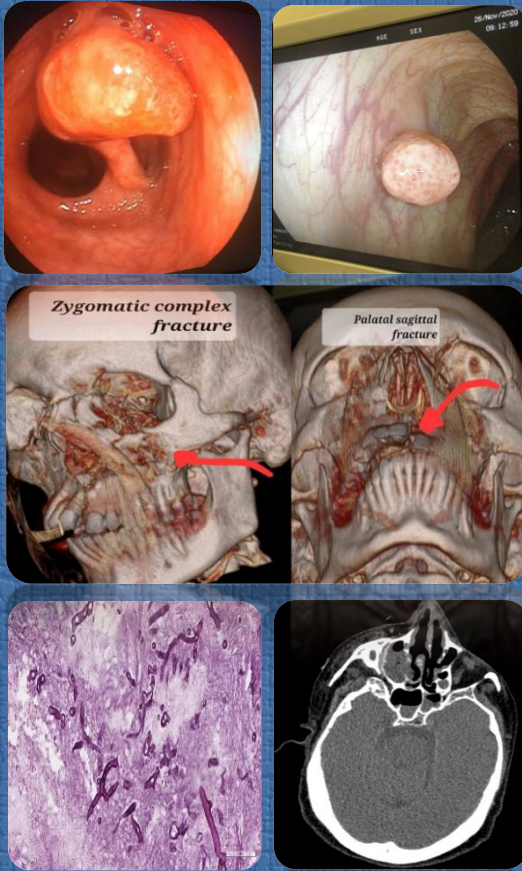 26/Nov/2020
AGE SEX
09:12:59
Zygomatic complex
fracture
Palatal sagittal
fracture